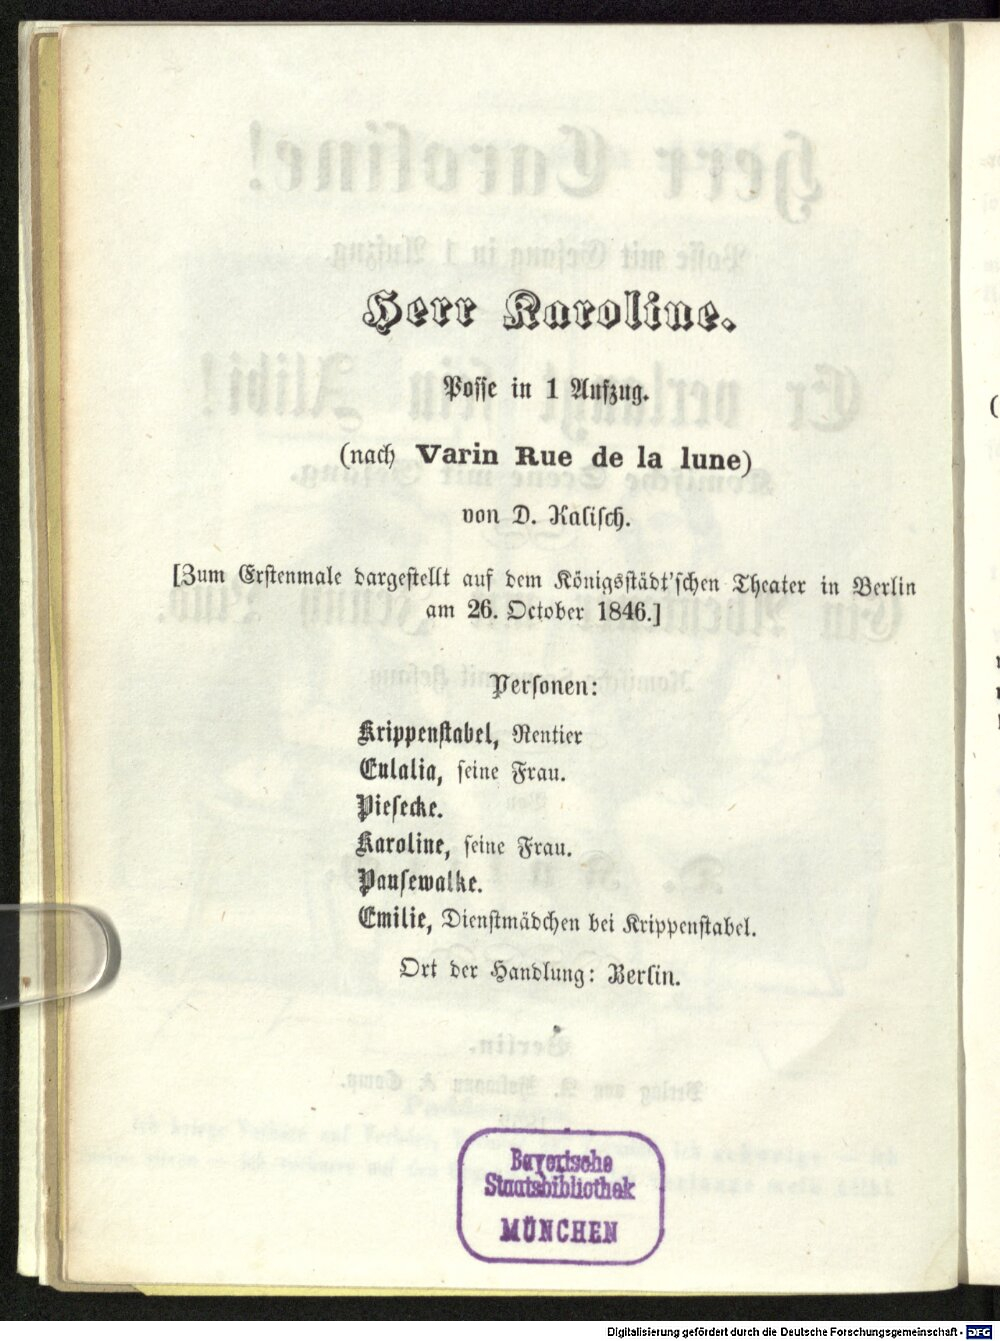 Herr Karoline.
Posse in 1 Aufzug.
(nach Varin Rue de la lune)
von D. Kalisch.
[Zum Erstenmale dargestellt auf dem Königsstädt'schen Theater in Berlin
am 26. October 1846.]
Personen:
Krippenstabel, Rentier
Eulalia, seine Frau.
Piesecke.
Karoline, seine Frau.
Pausewalke.
Emilie, Dienstmädchen bei Krippenstabel.
Ort der Handlung: Berlin.
Bayerische
Staatsbibliothek
MÜNCHEN
Digitalisierung gefördert durch die Deutsche Forschungsgemeinschaft - DFG